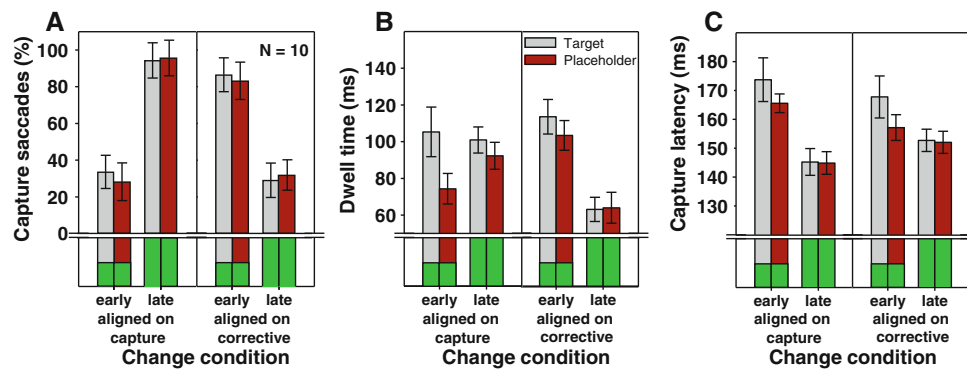 A
Capture saccades (%)
100
80
60
40
20
0
N = 10
early late early late
aligned on aligned on
capture corrective
Change condition
B
Dwell time (ms)
140
120
100
80
60
Target
Placeholder
early late early late
aligned on aligned on
capture corrective
Change condition
C
Capture latency (ms)
170
160
150
140
130
early late early late
aligned on aligned on
capture corrective
Change condition